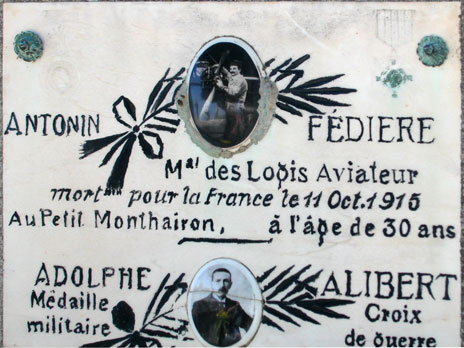 ANTONIN FÉDIERE
Mal des Logis Aviateur
mort pour la France le 11 Oct. 1915
Au Petit Monthairon, à l'âge de 30 ans
ADOLPHE ALIBERT
Médaille Croix
militaire de guerre